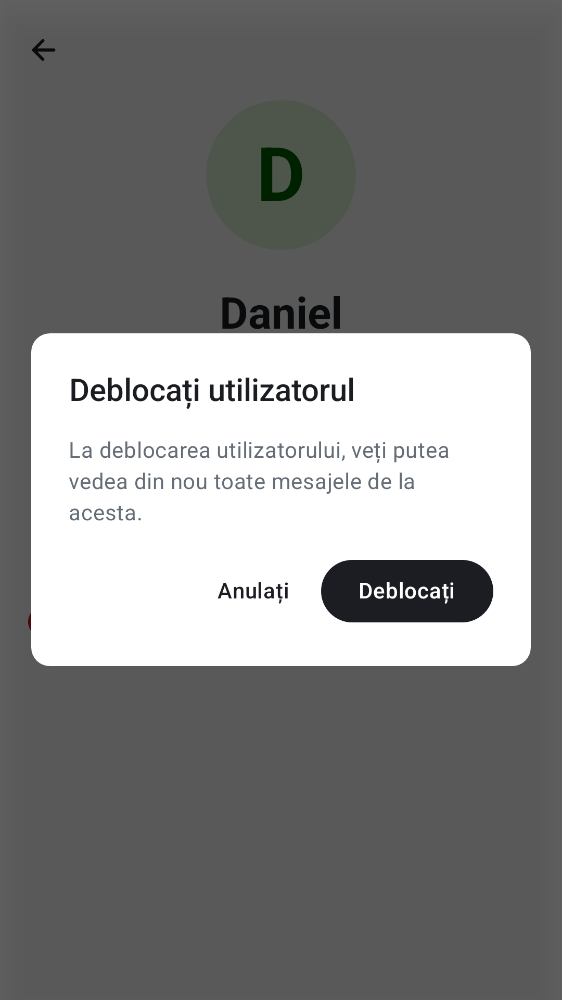 D
Daniel
Deblocați utilizatorul
La deblocarea utilizatorului, veți putea
vedea din nou toate mesajele de la
acesta.
Anulați
Deblocați